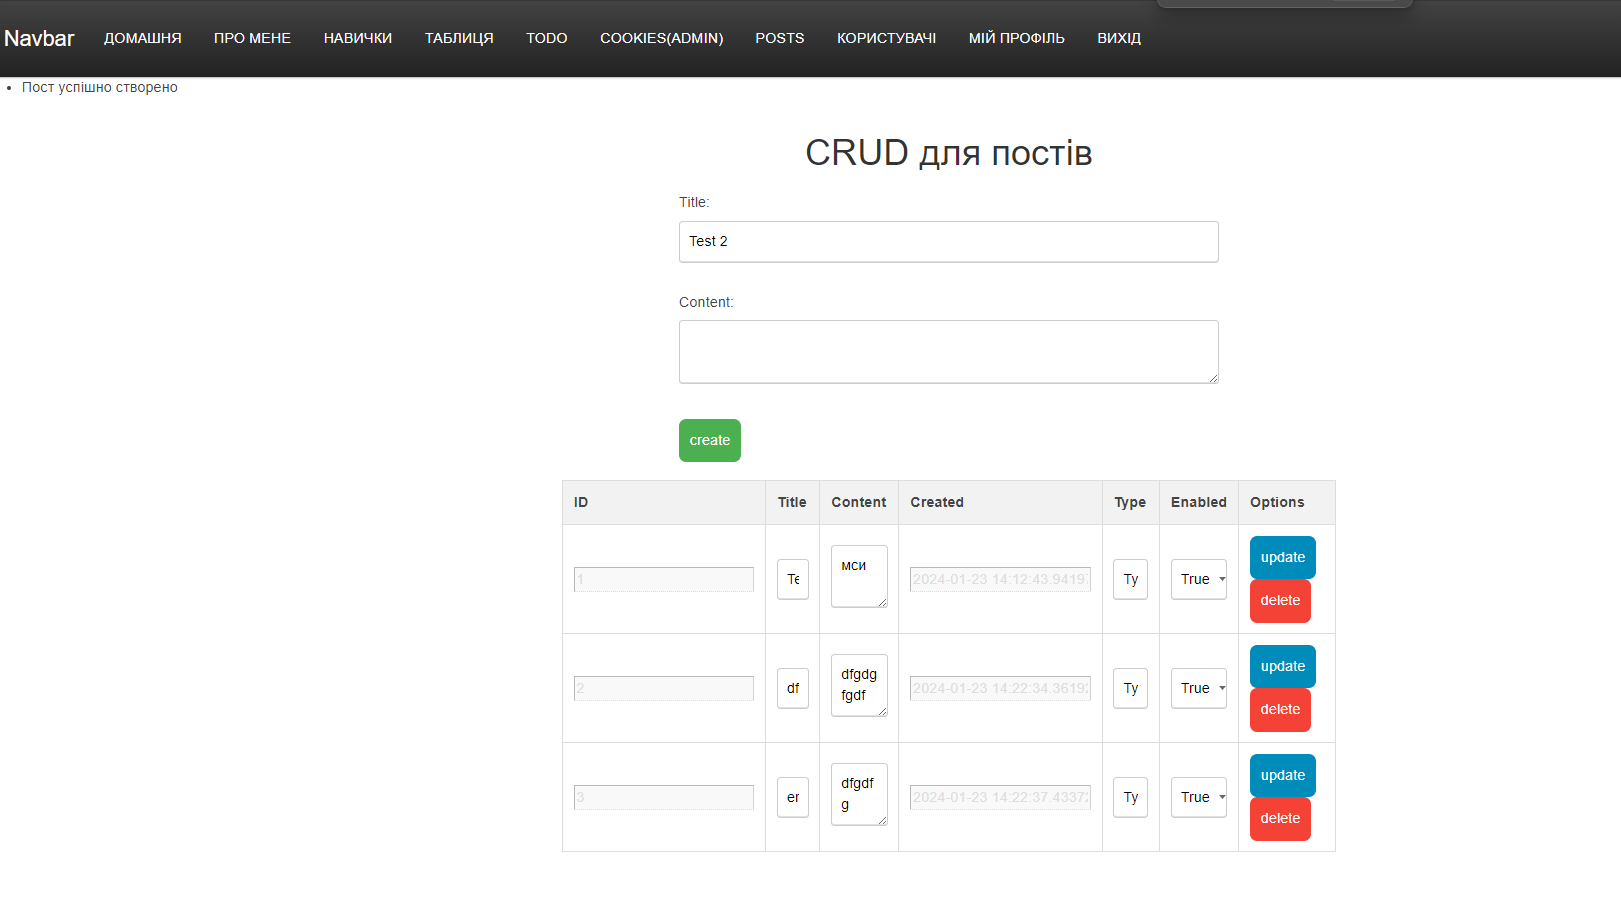 Navbar ДОМАШНЯ ПРО МЕНЕ НАВИЧКИ ТАБЛИЦЯ TODO COOKIES(ADMIN) POSTS КОРИСТУВАЧІ МІЙ ПРОФІЛЬ ВИХІД
Пост успішно створено
CRUD для постів
Title:
Test 2
Content:
create
ID Title Content Created Type Enabled Options
1 Te мси 2024-01-23 14:12:43.9419 Ty True update
delete
2 df dfgdg 2024-01-23 14:22:34.3619 Ty True update
fgdf
delete
3 er dfgdf 2024-01-23 14:22:37.4337 Ty True update
g
delete